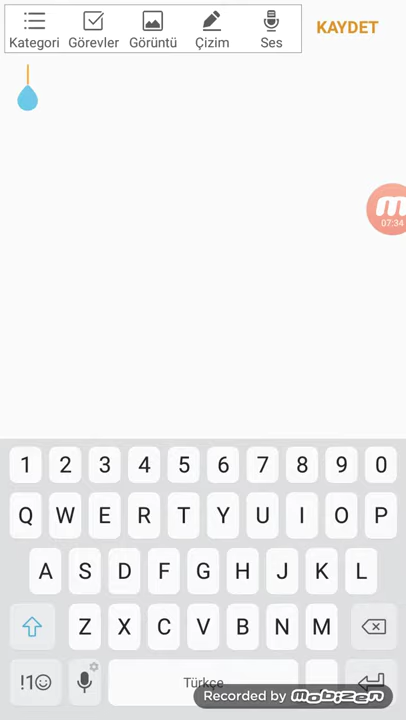 Kategori Görevler Görüntü Çizim Ses KAYDET
07:34
1 2 3 4 5 6 7 8 9 0
Q W E R T Y U I O P
A S D F G H J K L
Z X C V B N M
!1☺ Türkçe
Recorded by mobizen